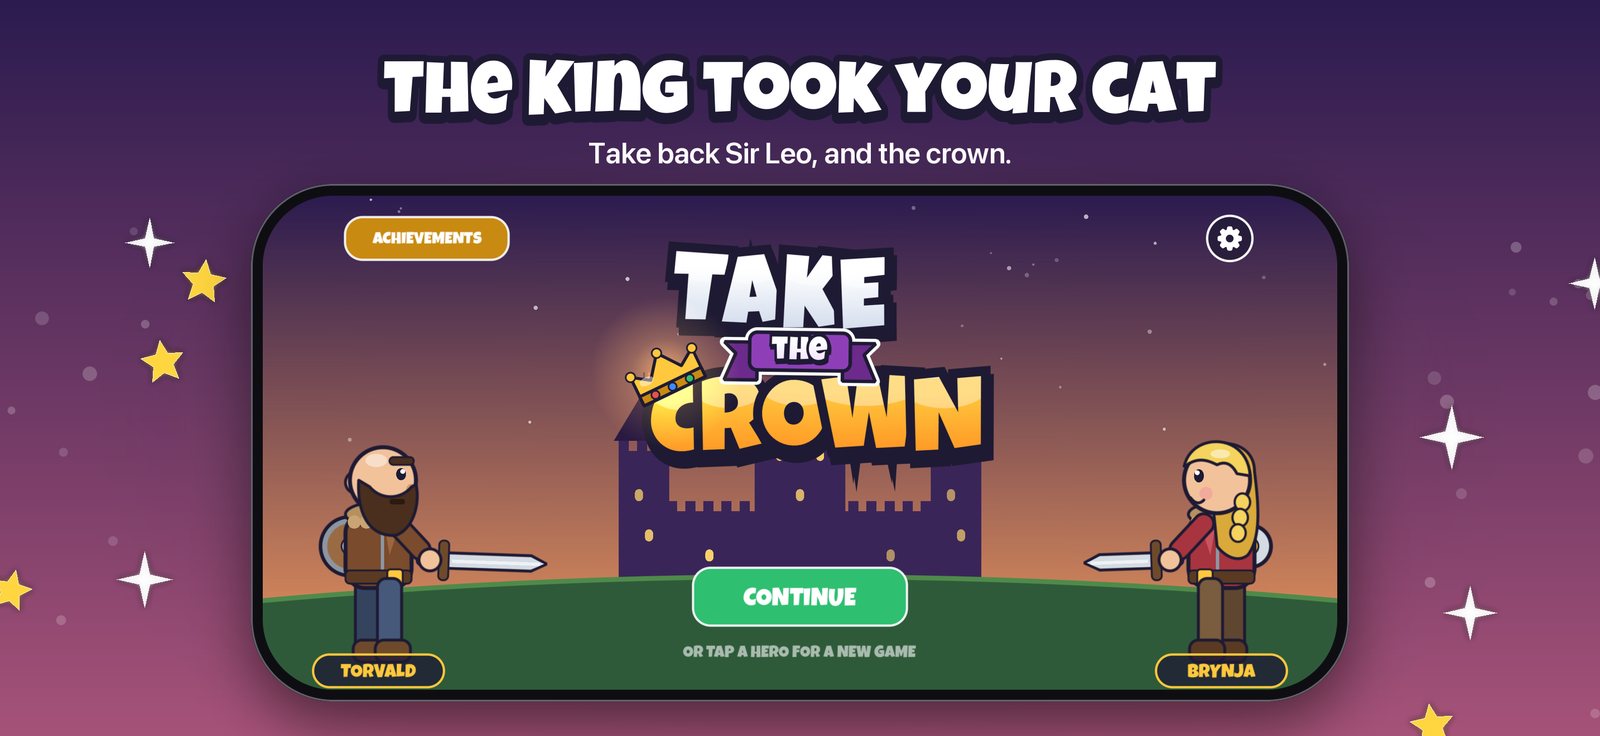 THE KING TOOK YOUR CAT
Take back Sir Leo, and the crown.
ACHIEVEMENTS
TAKE
THE
CROWN
CONTINUE
OR TAP A HERO FOR A NEW GAME
TORVALD
BRYNJA